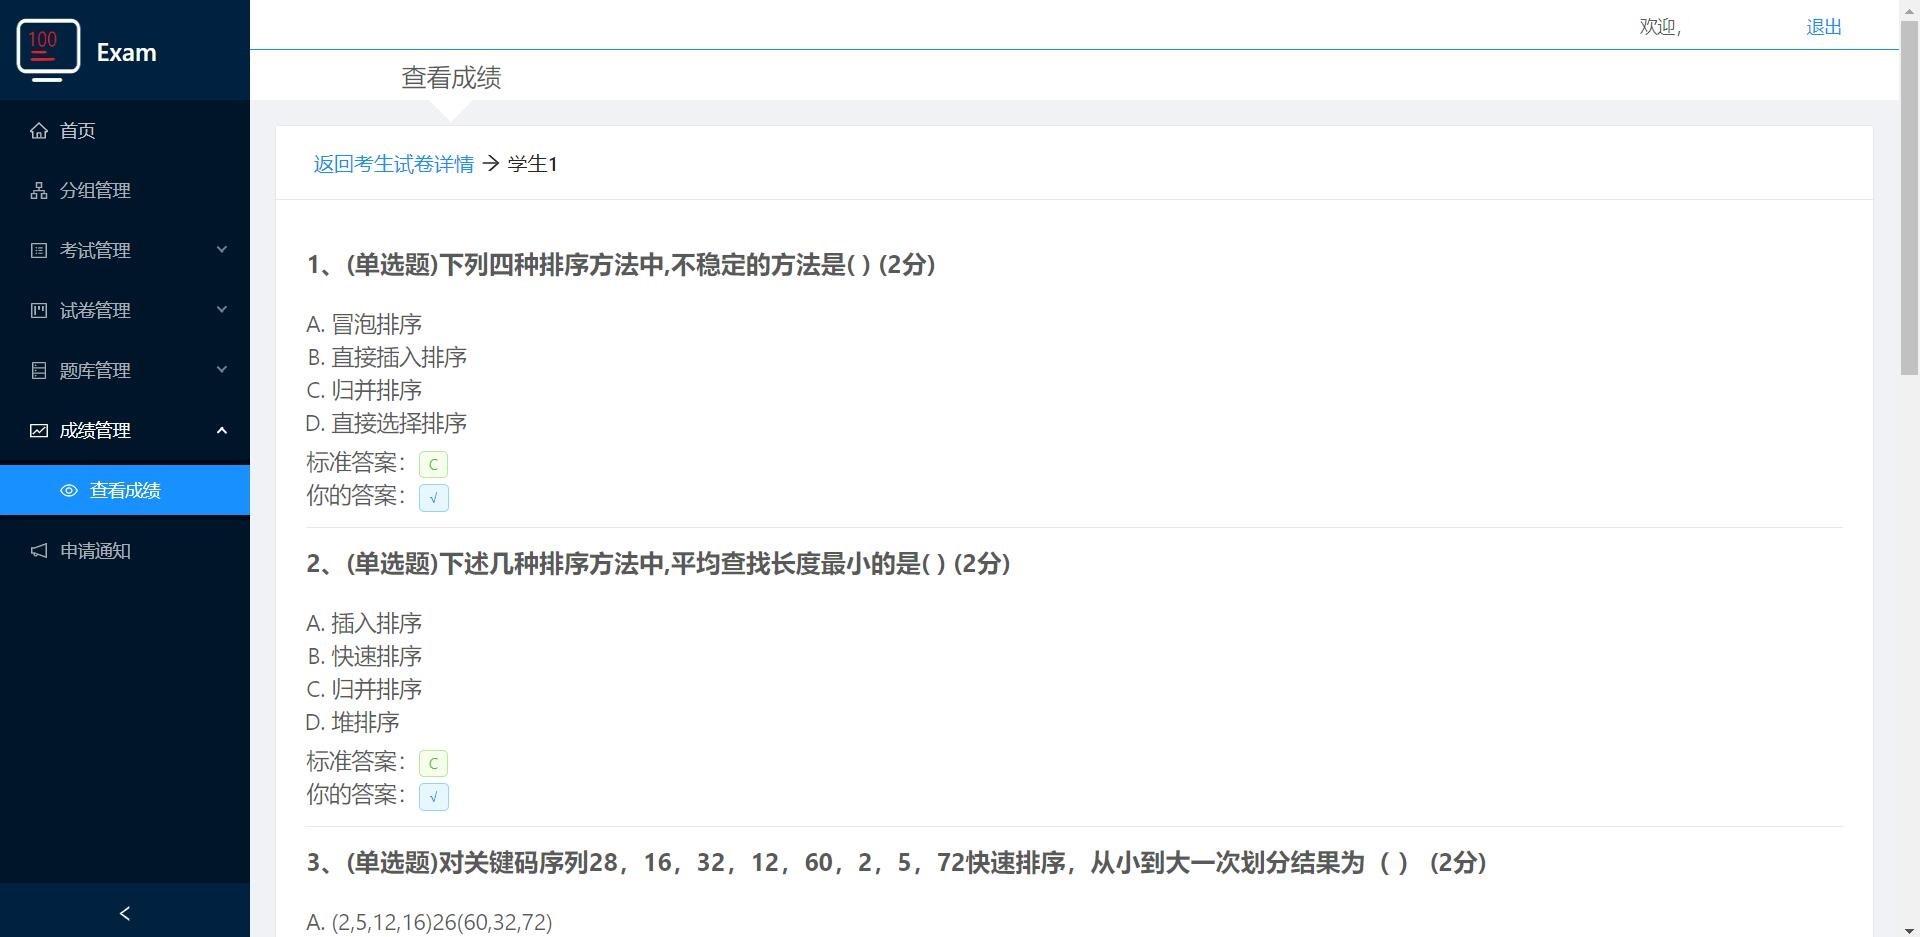 100
Exam
欢迎,
退出
查看成绩
首页
分组管理
考试管理
试卷管理
题库管理
成绩管理
查看成绩
申请通知
返回考生试卷详情 → 学生1
1、(单选题)下列四种排序方法中,不稳定的方法是( ) (2分)
A. 冒泡排序
B. 直接插入排序
C. 归并排序
D. 直接选择排序
标准答案： C
你的答案： √
2、(单选题)下述几种排序方法中,平均查找长度最小的是( ) (2分)
A. 插入排序
B. 快速排序
C. 归并排序
D. 堆排序
标准答案： C
你的答案： √
3、(单选题)对关键码序列28，16，32，12，60，2，5，72快速排序，从小到大一次划分结果为（ ） (2分)
A. (2,5,12,16)26(60,32,72)